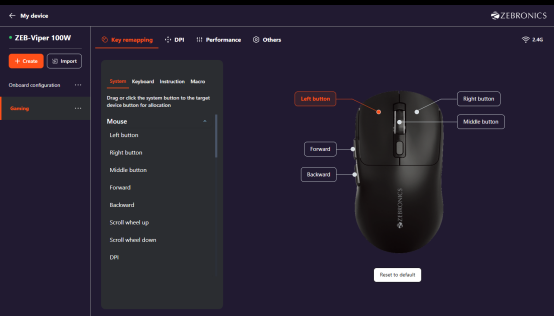 ← My device
ZEBRONICS
ZEB-Viper 100W
Key remapping
DPI
Performance
Others
2.4G
+ Create
Import
Onboard configuration ...
Gaming ...
System Keyboard Instruction Macro
Drag or click the system button to the target
device button for allocation
Mouse
Left button
Right button
Middle button
Forward
Backward
Scroll wheel up
Scroll wheel down
DPI
Left button
Right button
Middle button
Forward
Backward
ZEBRONICS
Reset to default